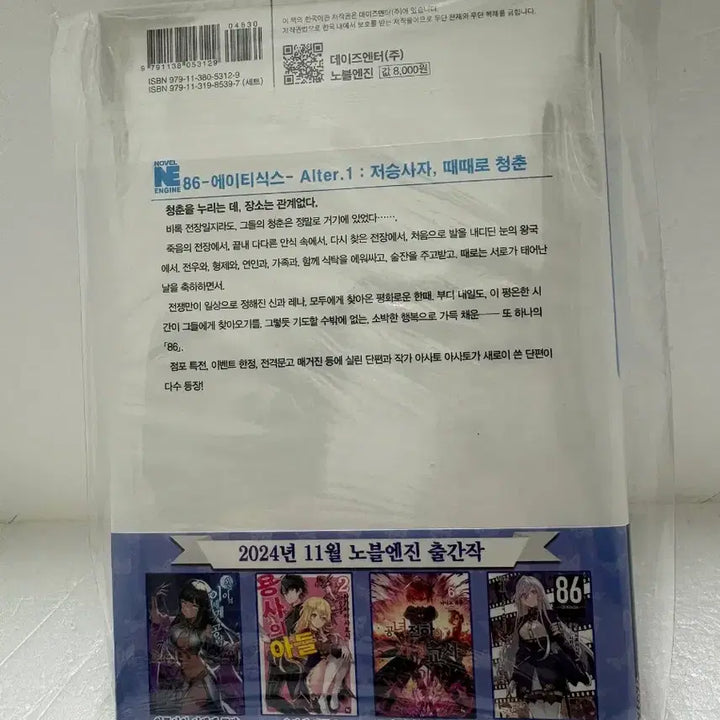 이 책의 한국어판 저작권은 데이즈엔터(주)에 있습니다.
저작권법으로 한국 내에서 보호를 받는 저작물이므로 무단 전재와 무단 복제를 금합니다.
04830
9 791138 053129
ISBN 979-11-380-5312-9
ISBN 979-11-319-8539-7 (세트)
데이즈엔터(주)
노블엔진 값 8,000원
NOVEL
NE
ENGINE
86-에이티식스- Alter.1 : 저승사자, 때때로 청춘
청춘을 누리는 데, 장소는 관계없다.
비록 전장일지라도, 그들의 청춘은 정말로 거기에 있었다…….
죽음의 전장에서, 끝내 다다른 안식 속에서, 다시 찾은 전장에서, 처음으로 발을 내디딘 눈의 왕국
에서, 전우와, 형제와, 연인과, 가족과, 함께 식탁을 에워싸고, 술잔을 주고받고, 때로는 서로가 태어난
날을 축하하면서.
전쟁만이 일상으로 정해진 신과 레나, 모두에게 찾아온 평화로운 한때. 부디 내일도, 이 평온한 시
간이 그들에게 찾아오기를, 그렇듯 기도할 수밖에 없는, 소박한 행복으로 가득 채운── 또 하나의
「86」.
점포 특전, 이벤트 한정, 전격문고 매거진 등에 실린 단편과 작가 아사토 아사토가 새로이 쓴 단편이
다수 등장!
2024년 11월 노블엔진 출간작
용사의
아들
2
6
86